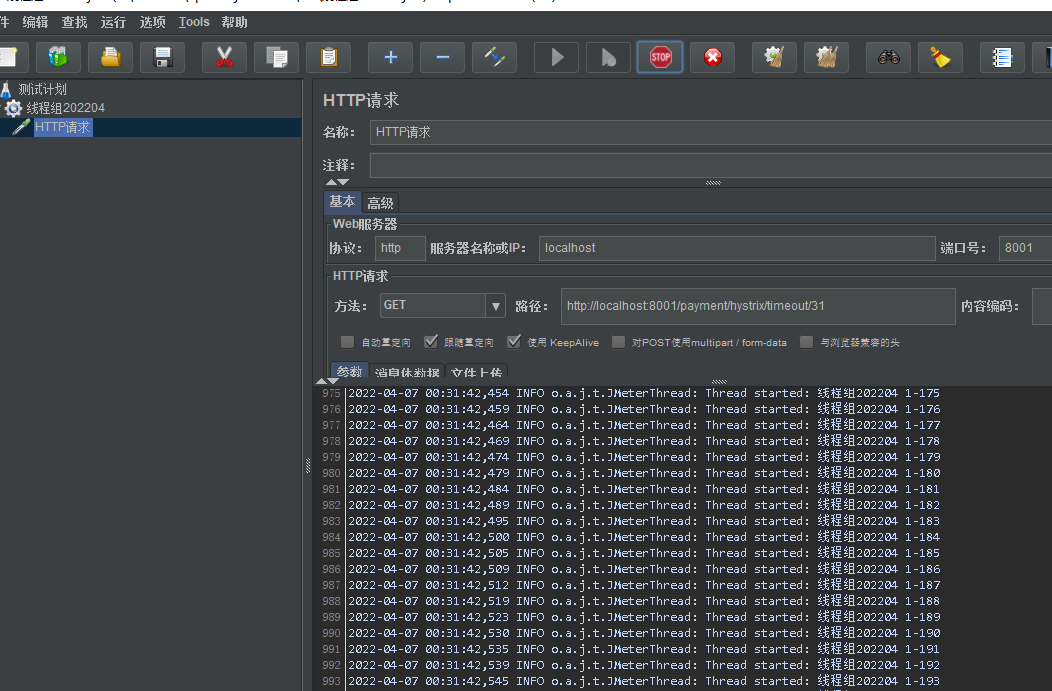 件 编辑 查找 运行 选项 Tools 帮助
STOP
测试计划
线程组202204
HTTP请求
HTTP请求
名称： HTTP请求
注释：
基本 高级
Web服务器
协议： http 服务器名称或IP： localhost 端口号： 8001
HTTP请求
方法： GET 路径： http://localhost:8001/payment/hystrix/timeout/31 内容编码：
自动重定向 跟随重定向 使用 KeepAlive 对POST使用multipart / form-data 与浏览器兼容的头
参数 消息体数据 文件上传
975 2022-04-07 00:31:42,454 INFO o.a.j.t.JMeterThread: Thread started: 线程组202204 1-175
976 2022-04-07 00:31:42,459 INFO o.a.j.t.JMeterThread: Thread started: 线程组202204 1-176
977 2022-04-07 00:31:42,464 INFO o.a.j.t.JMeterThread: Thread started: 线程组202204 1-177
978 2022-04-07 00:31:42,469 INFO o.a.j.t.JMeterThread: Thread started: 线程组202204 1-178
979 2022-04-07 00:31:42,474 INFO o.a.j.t.JMeterThread: Thread started: 线程组202204 1-179
980 2022-04-07 00:31:42,479 INFO o.a.j.t.JMeterThread: Thread started: 线程组202204 1-180
981 2022-04-07 00:31:42,484 INFO o.a.j.t.JMeterThread: Thread started: 线程组202204 1-181
982 2022-04-07 00:31:42,489 INFO o.a.j.t.JMeterThread: Thread started: 线程组202204 1-182
983 2022-04-07 00:31:42,495 INFO o.a.j.t.JMeterThread: Thread started: 线程组202204 1-183
984 2022-04-07 00:31:42,500 INFO o.a.j.t.JMeterThread: Thread started: 线程组202204 1-184
985 2022-04-07 00:31:42,505 INFO o.a.j.t.JMeterThread: Thread started: 线程组202204 1-185
986 2022-04-07 00:31:42,509 INFO o.a.j.t.JMeterThread: Thread started: 线程组202204 1-186
987 2022-04-07 00:31:42,512 INFO o.a.j.t.JMeterThread: Thread started: 线程组202204 1-187
988 2022-04-07 00:31:42,519 INFO o.a.j.t.JMeterThread: Thread started: 线程组202204 1-188
989 2022-04-07 00:31:42,523 INFO o.a.j.t.JMeterThread: Thread started: 线程组202204 1-189
990 2022-04-07 00:31:42,530 INFO o.a.j.t.JMeterThread: Thread started: 线程组202204 1-190
991 2022-04-07 00:31:42,535 INFO o.a.j.t.JMeterThread: Thread started: 线程组202204 1-191
992 2022-04-07 00:31:42,539 INFO o.a.j.t.JMeterThread: Thread started: 线程组202204 1-192
993 2022-04-07 00:31:42,545 INFO o.a.j.t.JMeterThread: Thread started: 线程组202204 1-193